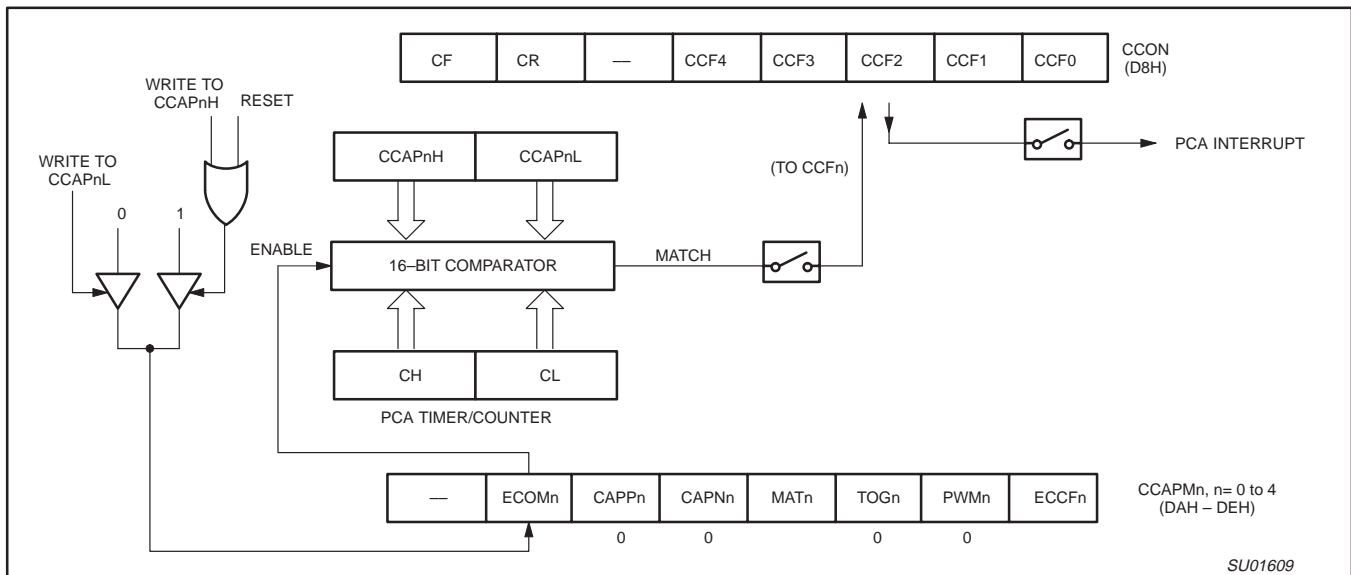 CF CR — CCF4 CCF3 CCF2 CCF1 CCF0
CCON
(D8H)
WRITE TO
CCAPnH
RESET
WRITE TO
CCAPnL
0 1
CCAPnH CCAPnL
(TO CCFn)
PCA INTERRUPT
ENABLE
16–BIT COMPARATOR
MATCH
CH CL
PCA TIMER/COUNTER
— ECOMn CAPPn CAPNn MATn TOGn PWMn ECCFn
0 0 0 0
CCAPMn, n= 0 to 4
(DAH – DEH)
SU01609